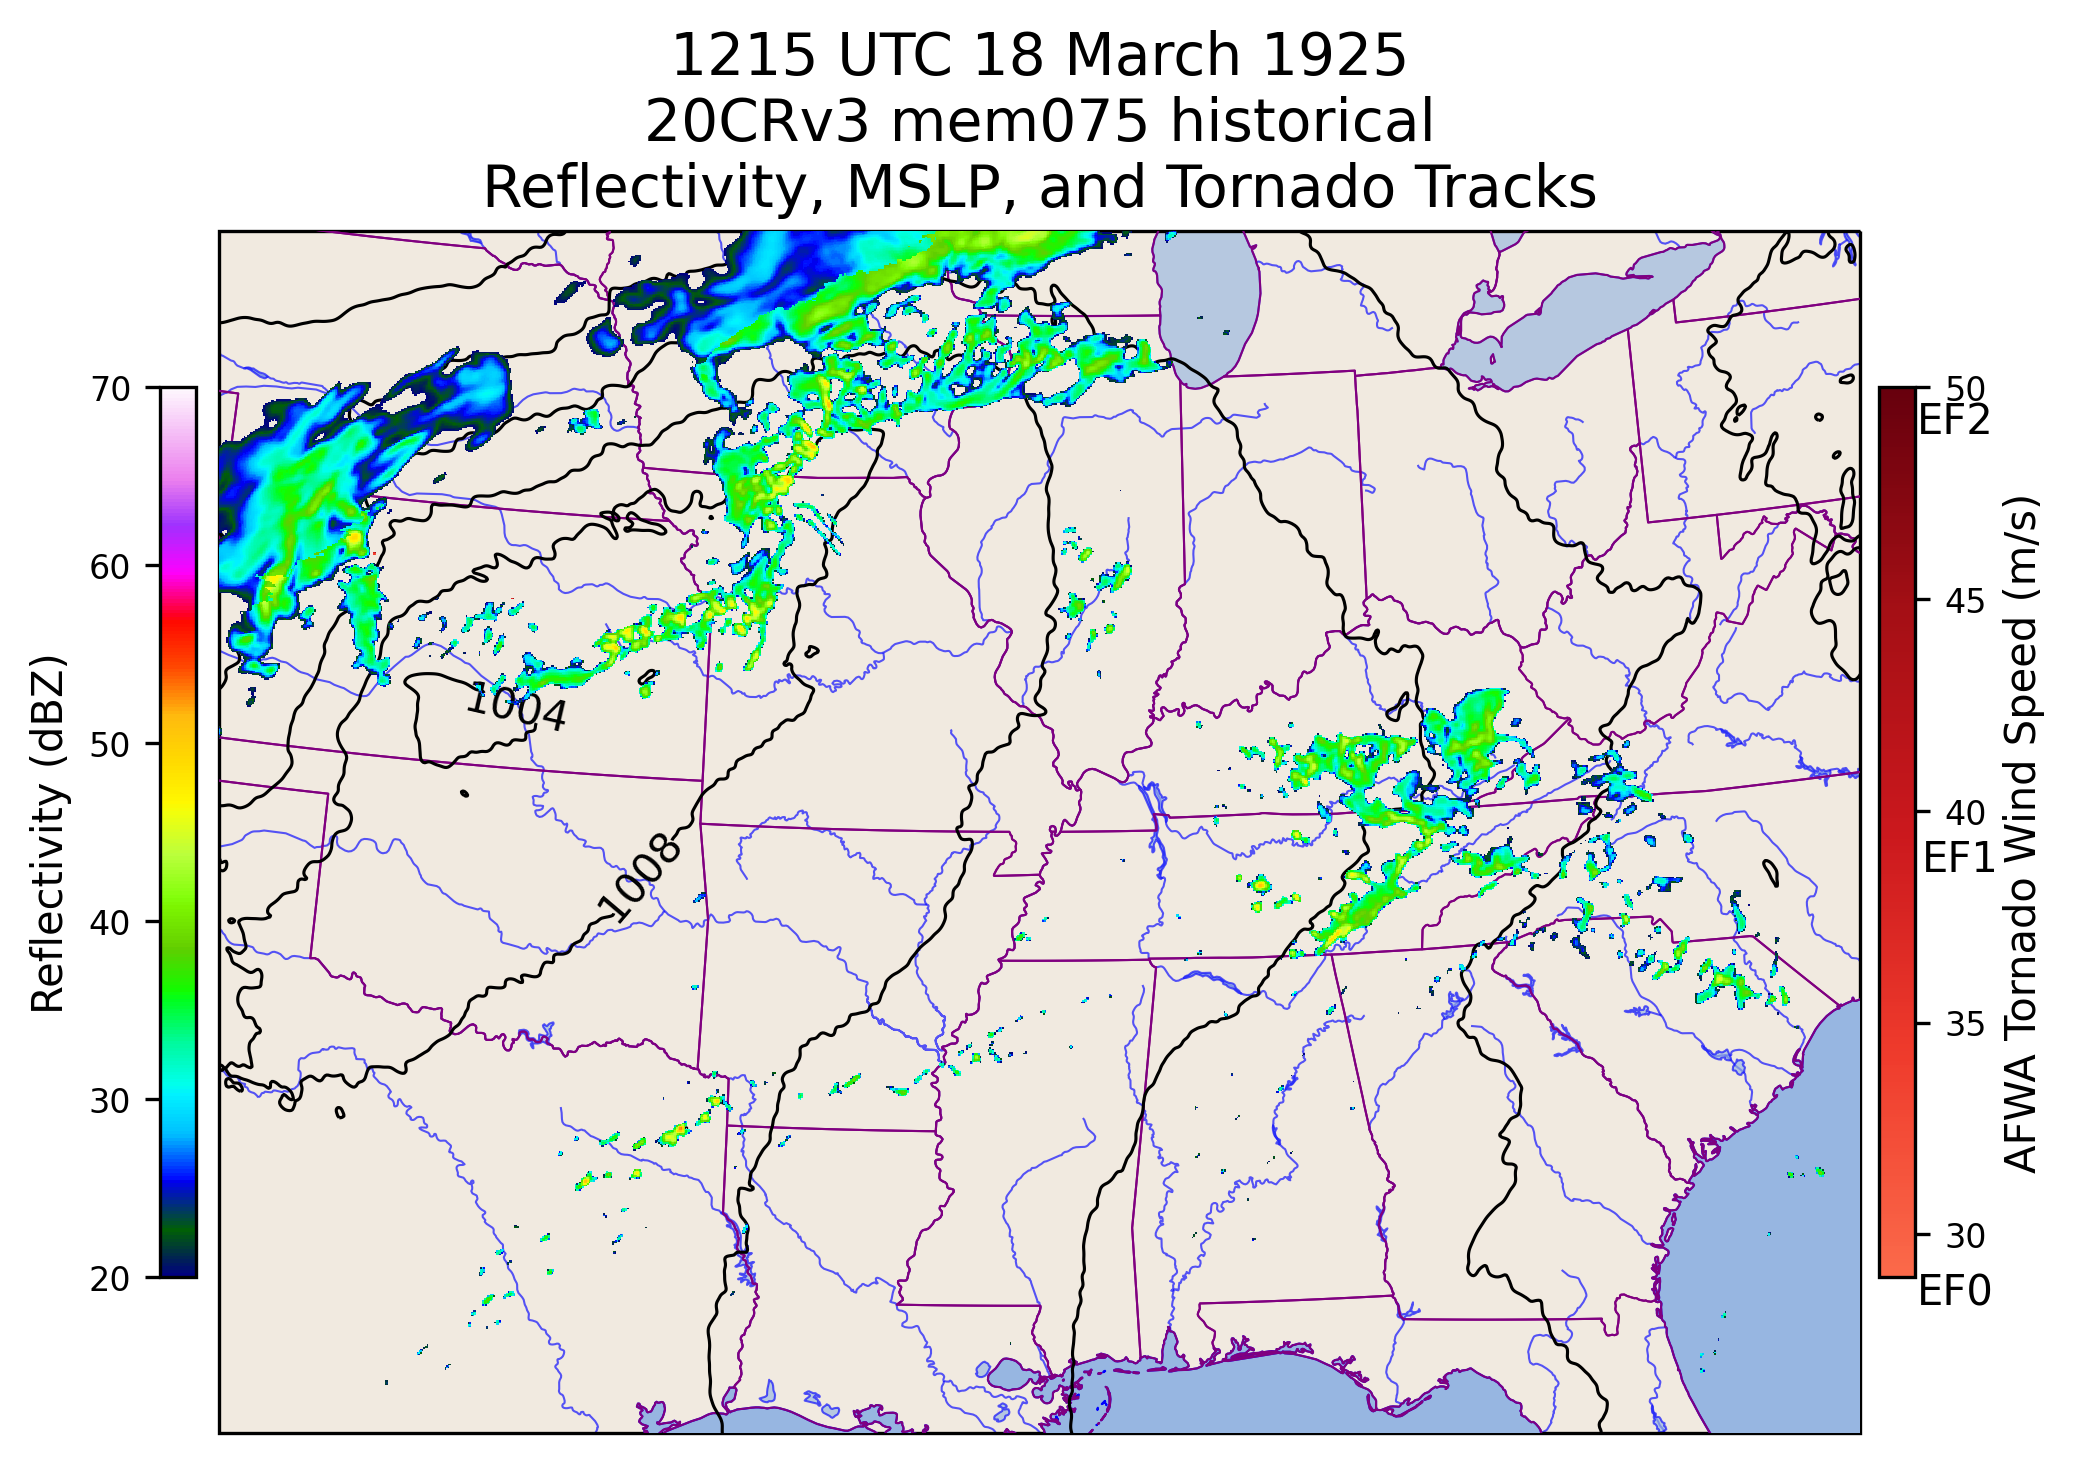 1215 UTC 18 March 1925
20CRv3 mem075 historical
Reflectivity, MSLP, and Tornado Tracks
Reflectivity (dBZ)
70
60
50
40
30
20
1004
1008
50
EF2
45
40
EF1
35
30
EF0
AFWA Tornado Wind Speed (m/s)